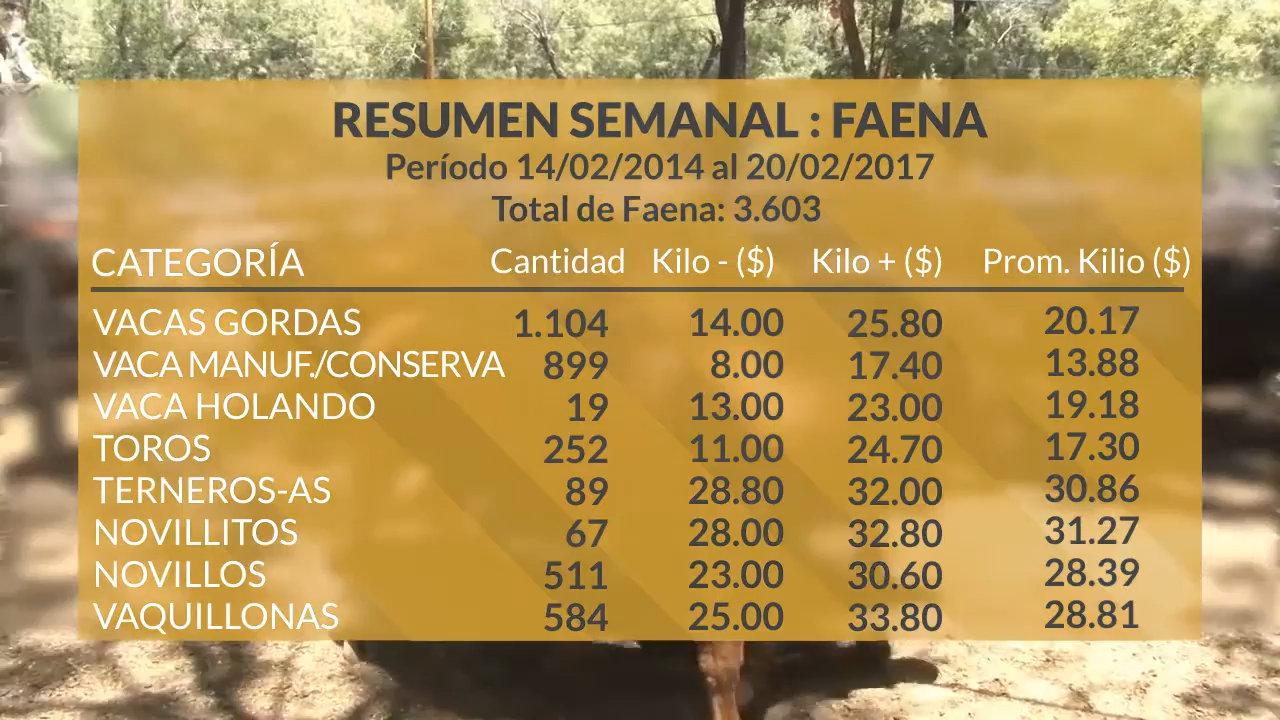 RESUMEN SEMANAL : FAENA
Período 14/02/2014 al 20/02/2017
Total de Faena: 3.603
CATEGORÍA Cantidad Kilo - ($) Kilo + ($) Prom. Kilio ($)
VACAS GORDAS 1.104 14.00 25.80 20.17
VACA MANUF./CONSERVA 899 8.00 17.40 13.88
VACA HOLANDO 19 13.00 23.00 19.18
TOROS 252 11.00 24.70 17.30
TERNEROS-AS 89 28.80 32.00 30.86
NOVILLITOS 67 28.00 32.80 31.27
NOVILLOS 511 23.00 30.60 28.39
VAQUILLONAS 584 25.00 33.80 28.81